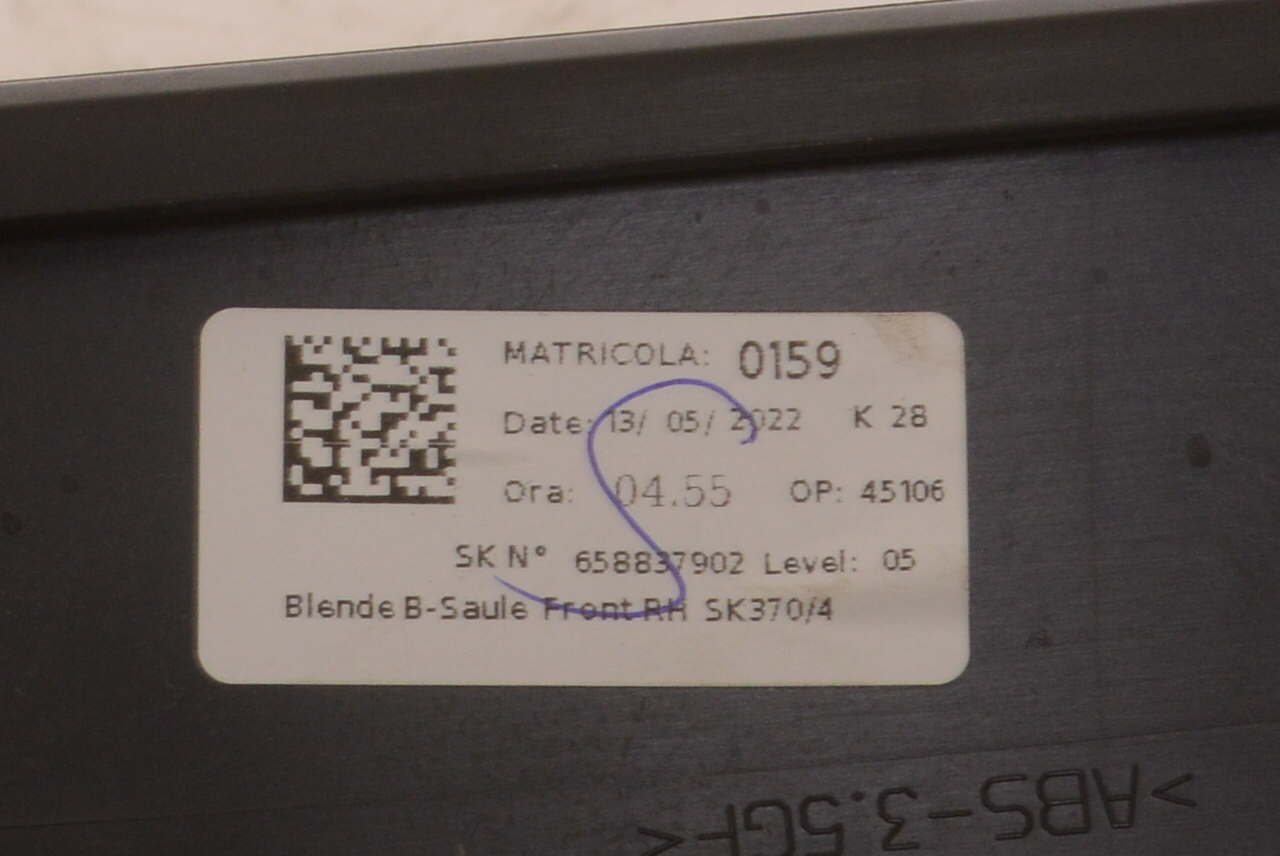 MATRICOLA: 0159
Date: 13/ 05/ 2022 K 28
Ora: 04.55 OP: 45106
SK N° 658837902 Level: 05
Blende B-Saule Front RH SK370/4
>ABS-3.5GF<